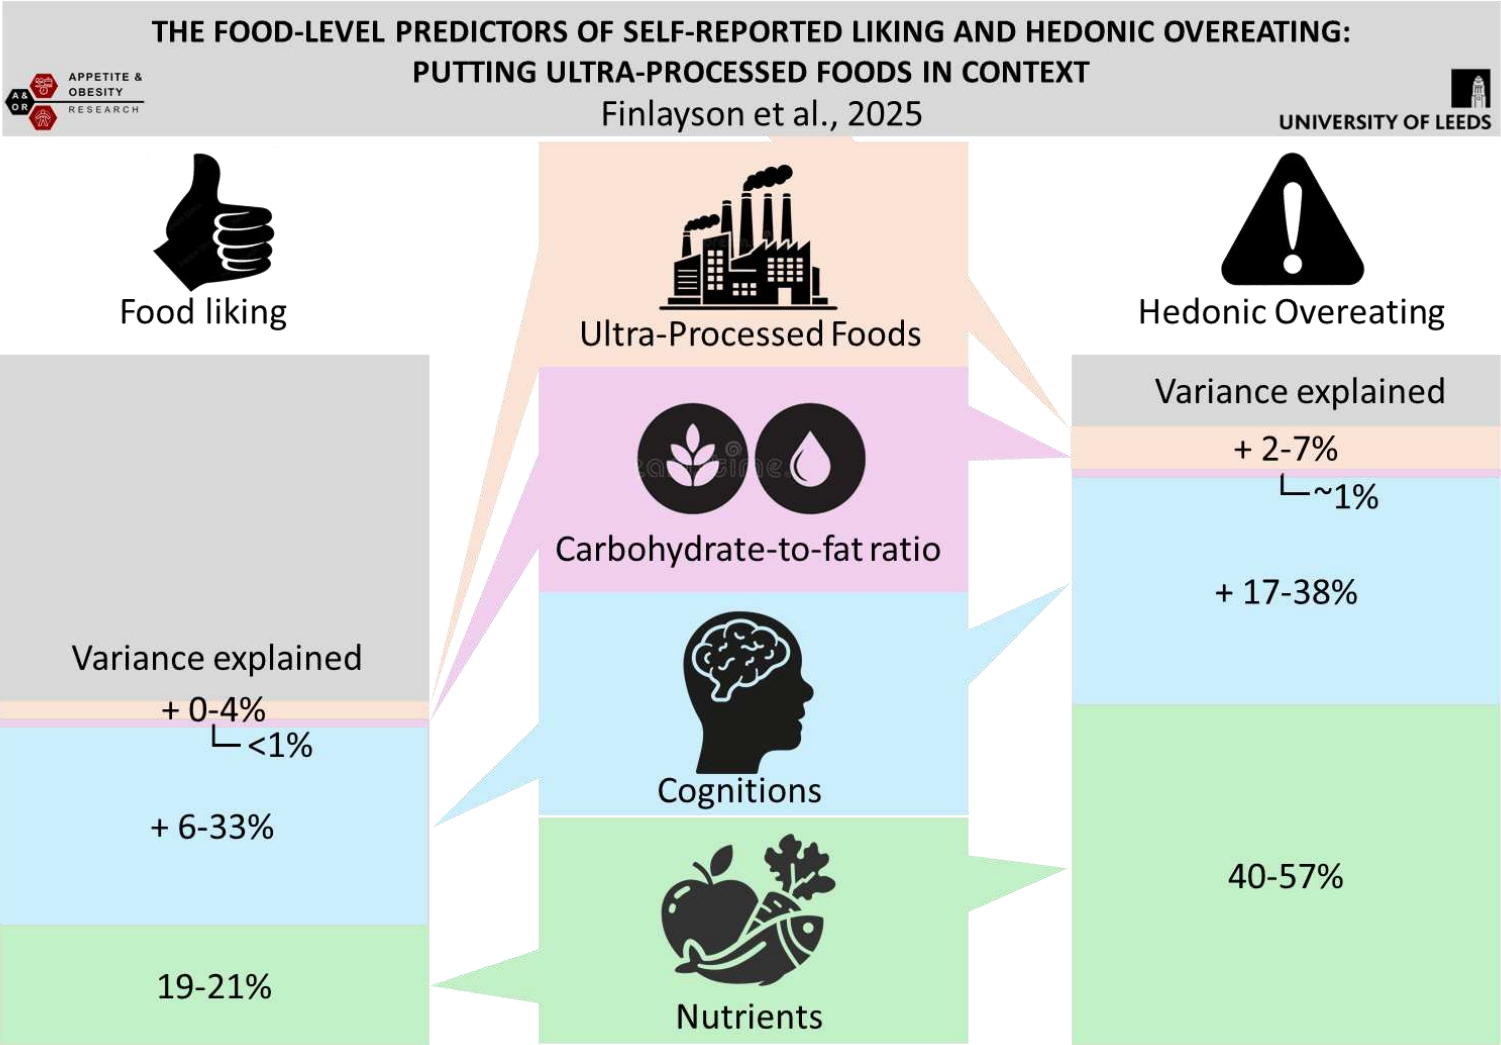 THE FOOD-LEVEL PREDICTORS OF SELF-REPORTED LIKING AND HEDONIC OVEREATING:
PUTTING ULTRA-PROCESSED FOODS IN CONTEXT
Finlayson et al., 2025
A&
OR
APPETITE &
OBESITY
RESEARCH
UNIVERSITY OF LEEDS
Food liking
Variance explained
+ 0-4%
<1%
+ 6-33%
19-21%
Ultra-Processed Foods
Carbohydrate-to-fat ratio
Cognitions
Nutrients
Hedonic Overeating
Variance explained
+ 2-7%
~1%
+ 17-38%
40-57%